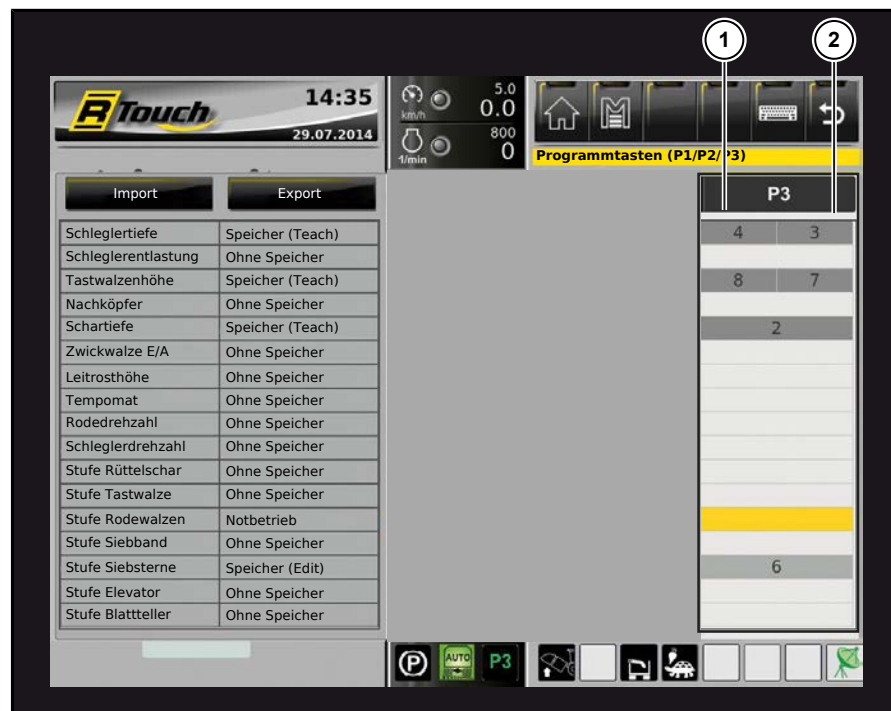 1
2
R Touch
14:35
29.07.2014
km/h
5.0
0.0
1/min
800
0
Programmtasten (P1/P2/P3)
Import
Export
P3
Schleglertiefe Speicher (Teach) 4 3
Schleglerentlastung Ohne Speicher
Tastwalzenhöhe Speicher (Teach) 8 7
Nachköpfer Ohne Speicher
Schartiefe Speicher (Teach) 2
Zwickwalze E/A Ohne Speicher
Leitrosthöhe Ohne Speicher
Tempomat Ohne Speicher
Rodedrehzahl Ohne Speicher
Schleglerdrehzahl Ohne Speicher
Stufe Rüttelschar Ohne Speicher
Stufe Tastwalze Ohne Speicher
Stufe Rodewalzen Notbetrieb
Stufe Siebband Ohne Speicher
Stufe Siebsterne Speicher (Edit) 6
Stufe Elevator Ohne Speicher
Stufe Blattteller Ohne Speicher
P
AUTO
P3